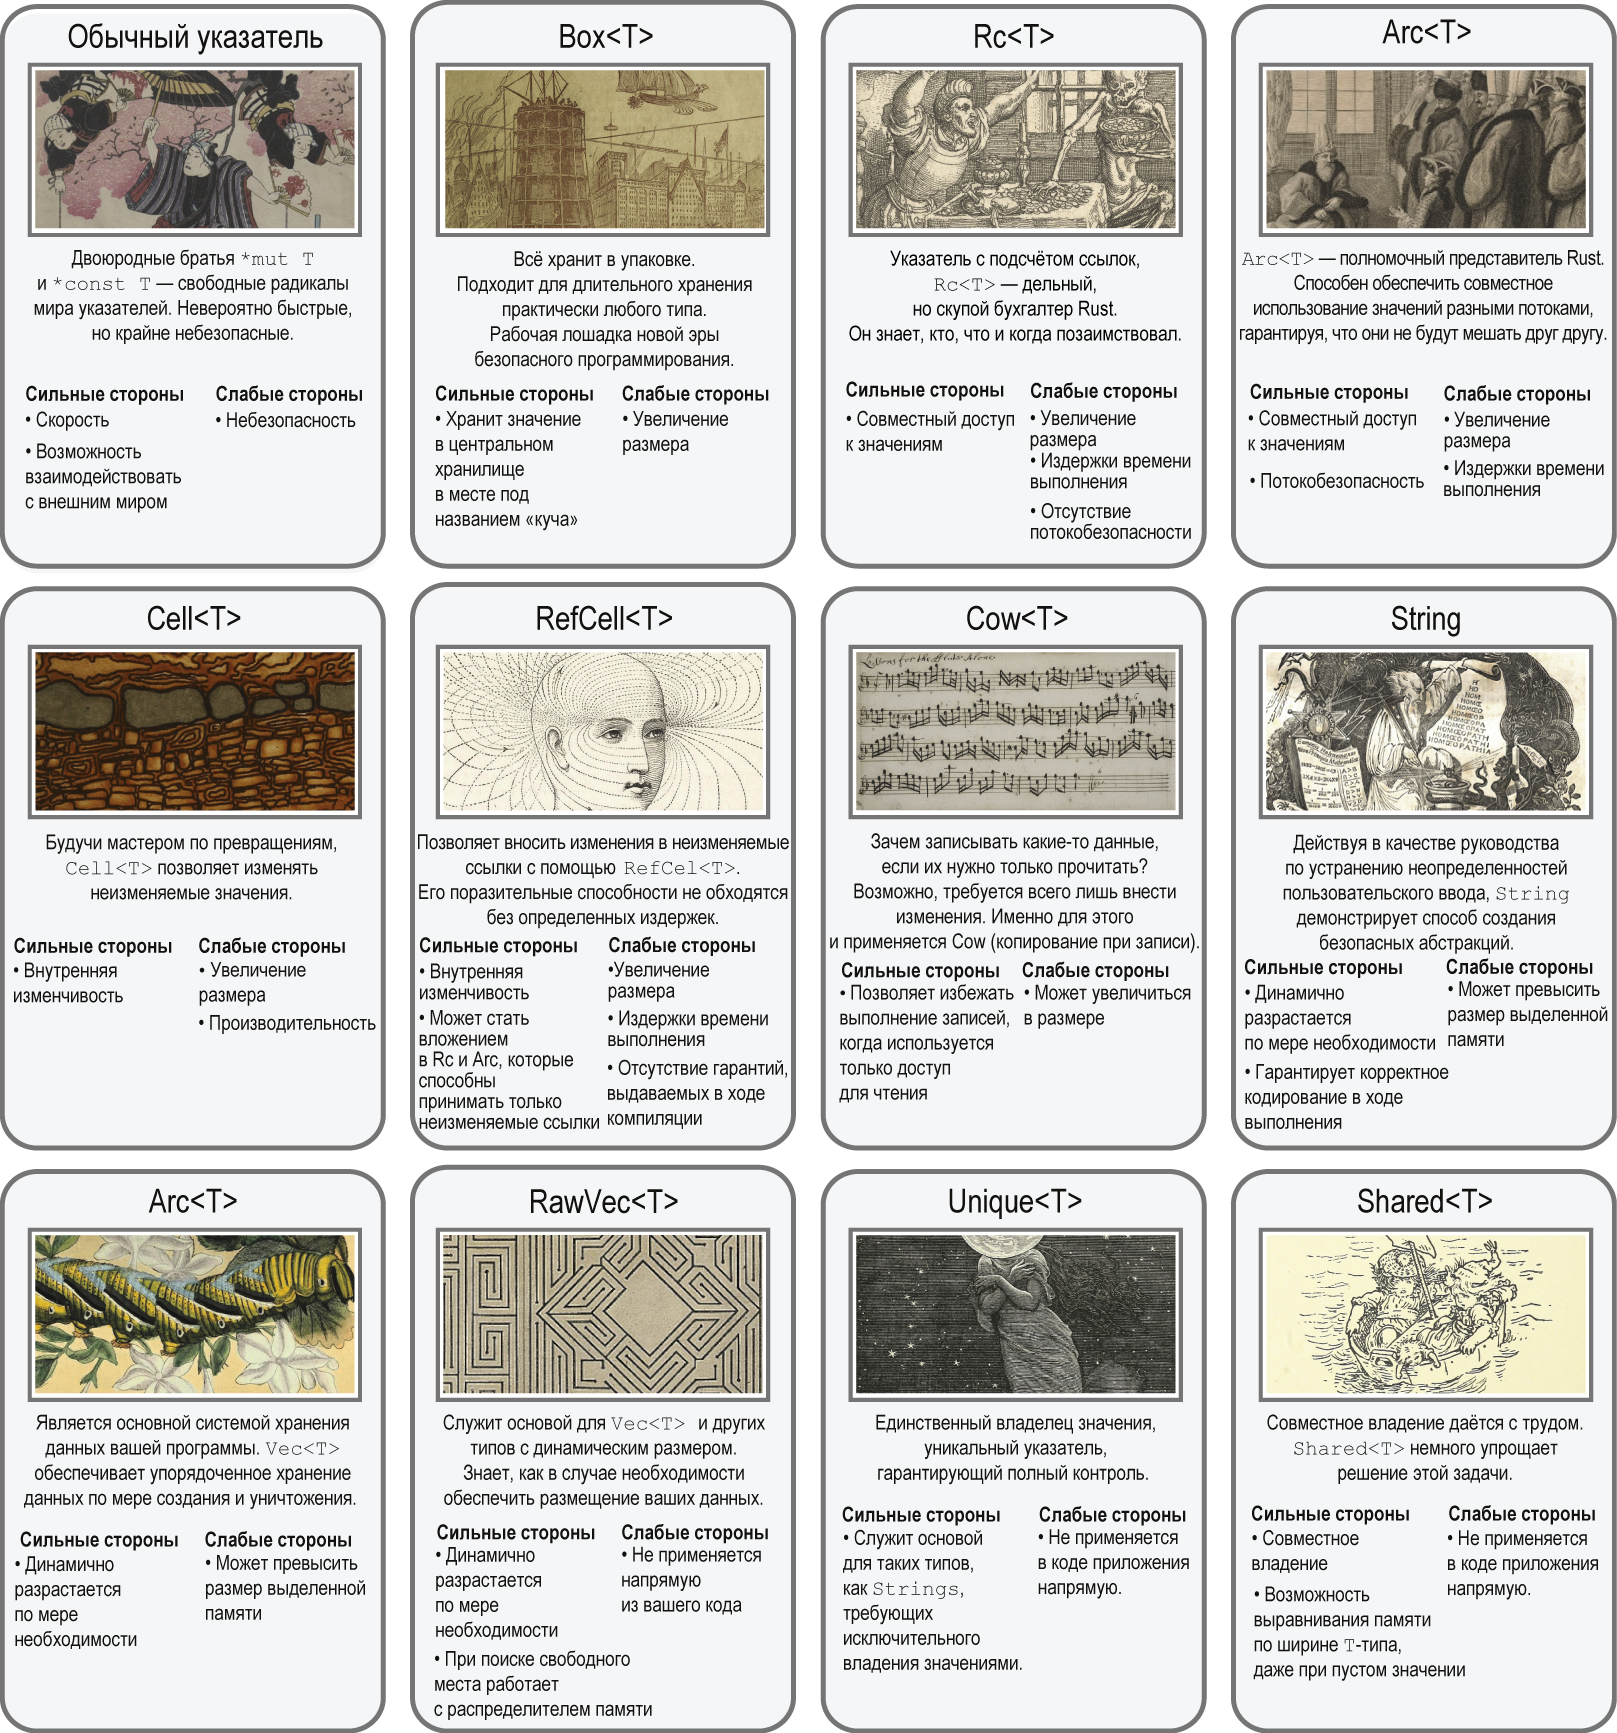 Обычный указатель
Двоюродные братья *mut T
и *const T — свободные радикалы
мира указателей. Невероятно быстрые,
но крайне небезопасные.
Сильные стороны
• Скорость
• Возможность
взаимодействовать
с внешним миром
Слабые стороны
• Небезопасность
Box<T>
Всё хранит в упаковке.
Подходит для длительного хранения
практически любого типа.
Рабочая лошадка новой эры
безопасного программирования.
Сильные стороны
• Хранит значение
в центральном
хранилище
в месте под
названием «куча»
Слабые стороны
• Увеличение
размера
Rc<T>
Указатель с подсчётом ссылок,
Rc<T> — дельный,
но скупой бухгалтер Rust.
Он знает, кто, что и когда позаимствовал.
Сильные стороны
• Совместный доступ
к значениям
Слабые стороны
• Увеличение
размера
• Издержки времени
выполнения
• Отсутствие
потокобезопасности
Arc<T>
Arc<T> — полномочный представитель Rust.
Способен обеспечить совместное
использование значений разными потоками,
гарантируя, что они не будут мешать друг другу.
Сильные стороны
• Совместный доступ
к значениям
• Потокобезопасность
Слабые стороны
• Увеличение
размера
• Издержки времени
выполнения
Cell<T>
Будучи мастером по превращениям,
Cell<T> позволяет изменять
неизменяемые значения.
Сильные стороны
• Внутренняя
изменчивость
Слабые стороны
• Увеличение
размера
• Производительность
RefCell<T>
Позволяет вносить изменения в неизменяемые
ссылки с помощью RefCel<T>.
Его поразительные способности не обходятся
без определенных издержек.
Сильные стороны
• Внутренняя
изменчивость
• Может стать
вложением
в Rc и Arc, которые
способны
принимать только
неизменяемые ссылки
Слабые стороны
•Увеличение
размера
• Издержки времени
выполнения
• Отсутствие гарантий,
выдаваемых в ходе
компиляции
Cow<T>
Lessons for the
Зачем записывать какие-то данные,
если их нужно только прочитать?
Возможно, требуется всего лишь внести
изменения. Именно для этого
и применяется Cow (копирование при записи).
Сильные стороны
• Позволяет избежать
выполнение записей,
когда используется
только доступ
для чтения
Слабые стороны
• Может увеличиться
в размере
String
H
HO
HOM
HOMŒ
HOMŒO
HOMŒOP
HOMŒOPA
HOMŒOPAT
HOMŒOPATH
HOMŒOPATHIA
Действуя в качестве руководства
по устранению неопределенностей
пользовательского ввода, String
демонстрирует способ создания
безопасных абстракций.
Сильные стороны
• Динамично
разрастается
по мере необходимости
• Гарантирует корректное
кодирование в ходе
выполнения
Слабые стороны
• Может превысить
размер выделенной
памяти
Arc<T>
Является основной системой хранения
данных вашей программы. Vec<T>
обеспечивает упорядоченное хранение
данных по мере создания и уничтожения.
Сильные стороны
• Динамично
разрастается
по мере
необходимости
Слабые стороны
• Может превысить
размер выделенной
памяти
RawVec<T>
Служит основой для Vec<T> и других
типов с динамическим размером.
Знает, как в случае необходимости
обеспечить размещение ваших данных.
Сильные стороны
• Динамично
разрастается
по мере
необходимости
• При поиске свободного
места работает
с распределителем памяти
Слабые стороны
• Не применяется
напрямую
из вашего кода
Unique<T>
Единственный владелец значения,
уникальный указатель,
гарантирующий полный контроль.
Сильные стороны
• Служит основой
для таких типов,
как Strings,
требующих
исключительного
владения значениями.
Слабые стороны
• Не применяется
в коде приложения
напрямую.
Shared<T>
Совместное владение даётся с трудом.
Shared<T> немного упрощает
решение этой задачи.
Сильные стороны
• Совместное
владение
• Возможность
выравнивания памяти
по ширине T-типа,
даже при пустом значении
Слабые стороны
• Не применяется
в коде приложения
напрямую.